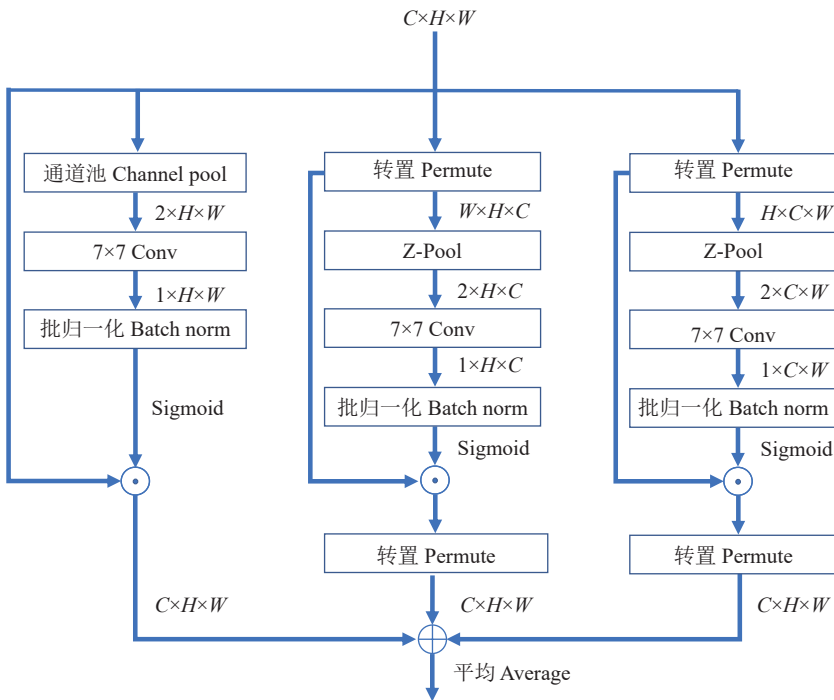 C×H×W
通道池 Channel pool
转置 Permute
转置 Permute
2×H×W
W×H×C
H×C×W
7×7 Conv
Z-Pool
Z-Pool
1×H×W
2×H×C
2×C×W
批归一化 Batch norm
7×7 Conv
7×7 Conv
1×H×C
1×C×W
Sigmoid
批归一化 Batch norm
批归一化 Batch norm
Sigmoid
Sigmoid
转置 Permute
转置 Permute
C×H×W
C×H×W
C×H×W
平均 Average